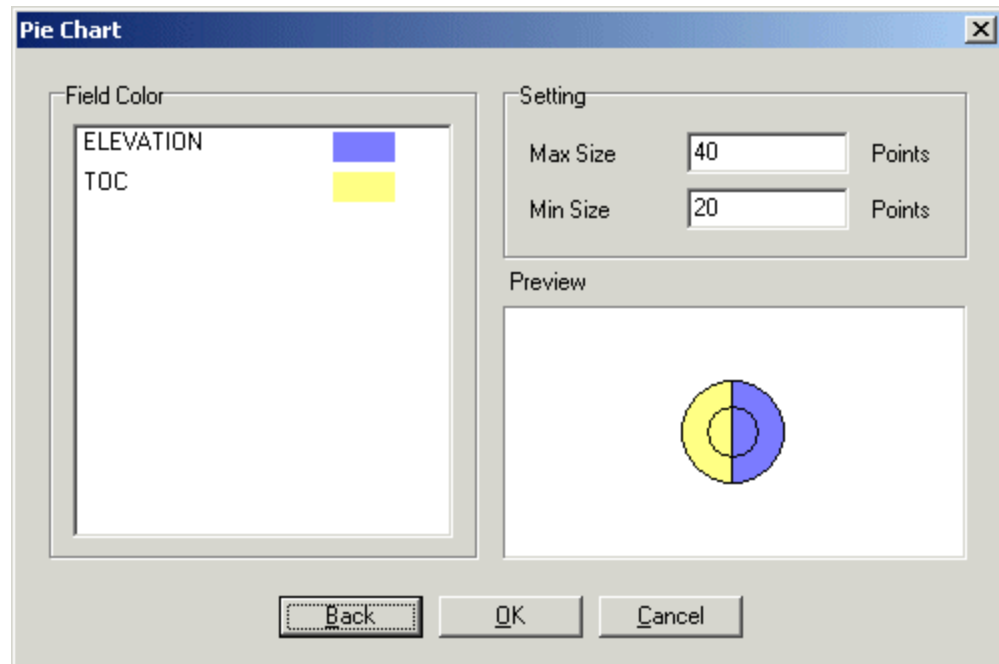 Pie Chart
Field Color
ELEVATION
TOC
Setting
Max Size 40 Points
Min Size 20 Points
Preview
Back OK Cancel